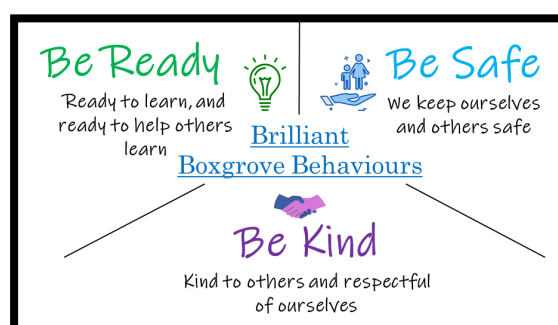 Be Ready
Ready to learn, and
ready to help others
learn
Be Safe
We keep ourselves
and others safe
Brilliant
Boxgrove Behaviours
Be Kind
Kind to others and respectful
of ourselves